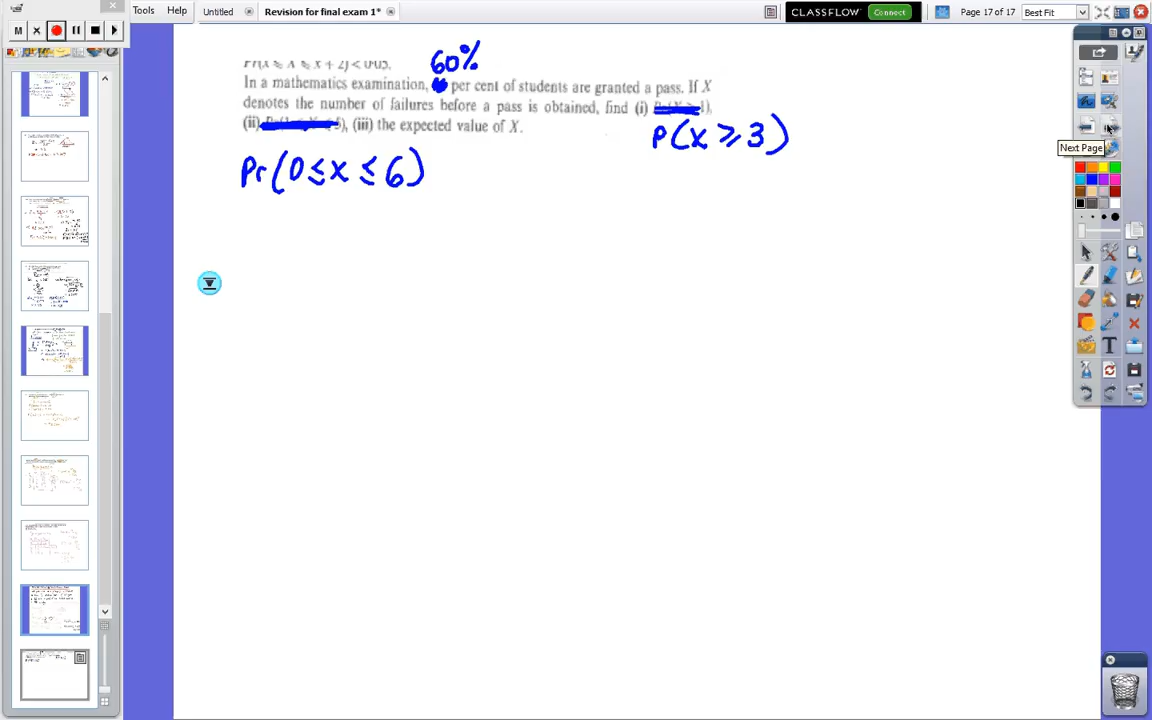 Tools Help Untitled Revision for final exam 1* CLASSFLOW Connect Page 17 of 17 Best Fit
M
60%
In a mathematics examination, per cent of students are granted a pass. If X
denotes the number of failures before a pass is obtained, find (i)
(ii) , (iii) the expected value of X.
P(x ≥ 3)
Pr(0 ≤ x ≤ 6)
Next Page
T